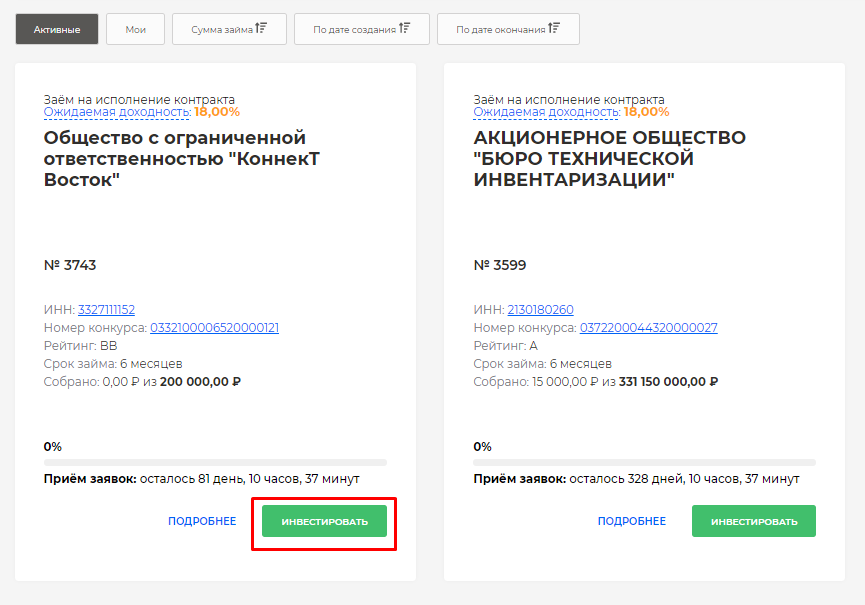 Активные
Мои
Сумма займа
По дате создания
По дате окончания
Заём на исполнение контракта
Ожидаемая доходность: 18,00%
Общество с ограниченной
ответственностью "КоннекТ
Восток"
№ 3743
ИНН: 3327111152
Номер конкурса: 0332100006520000121
Рейтинг: BB
Срок займа: 6 месяцев
Собрано: 0,00 ₽ из 200 000,00 ₽
0%
Приём заявок: осталось 81 день, 10 часов, 37 минут
ПОДРОБНЕЕ
ИНВЕСТИРОВАТЬ
Заём на исполнение контракта
Ожидаемая доходность: 18,00%
АКЦИОНЕРНОЕ ОБЩЕСТВО
"БЮРО ТЕХНИЧЕСКОЙ
ИНВЕНТАРИЗАЦИИ"
№ 3599
ИНН: 2130180260
Номер конкурса: 0372200044320000027
Рейтинг: A
Срок займа: 6 месяцев
Собрано: 15 000,00 ₽ из 331 150 000,00 ₽
0%
Приём заявок: осталось 328 дней, 10 часов, 37 минут
ПОДРОБНЕЕ
ИНВЕСТИРОВАТЬ